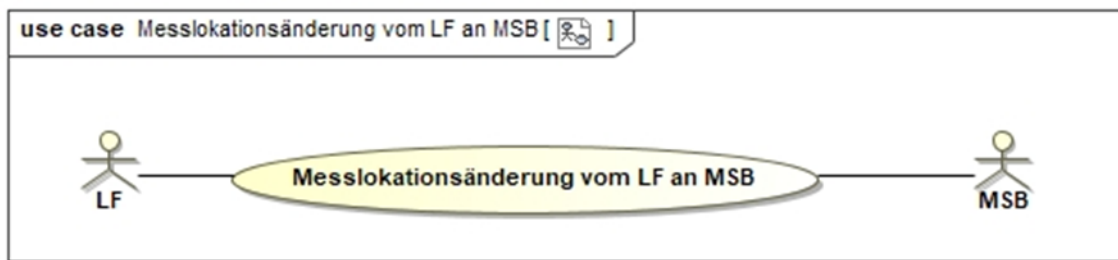 use case Messlokationsänderung vom LF an MSB [ ]
Messlokationsänderung vom LF an MSB
LF
MSB